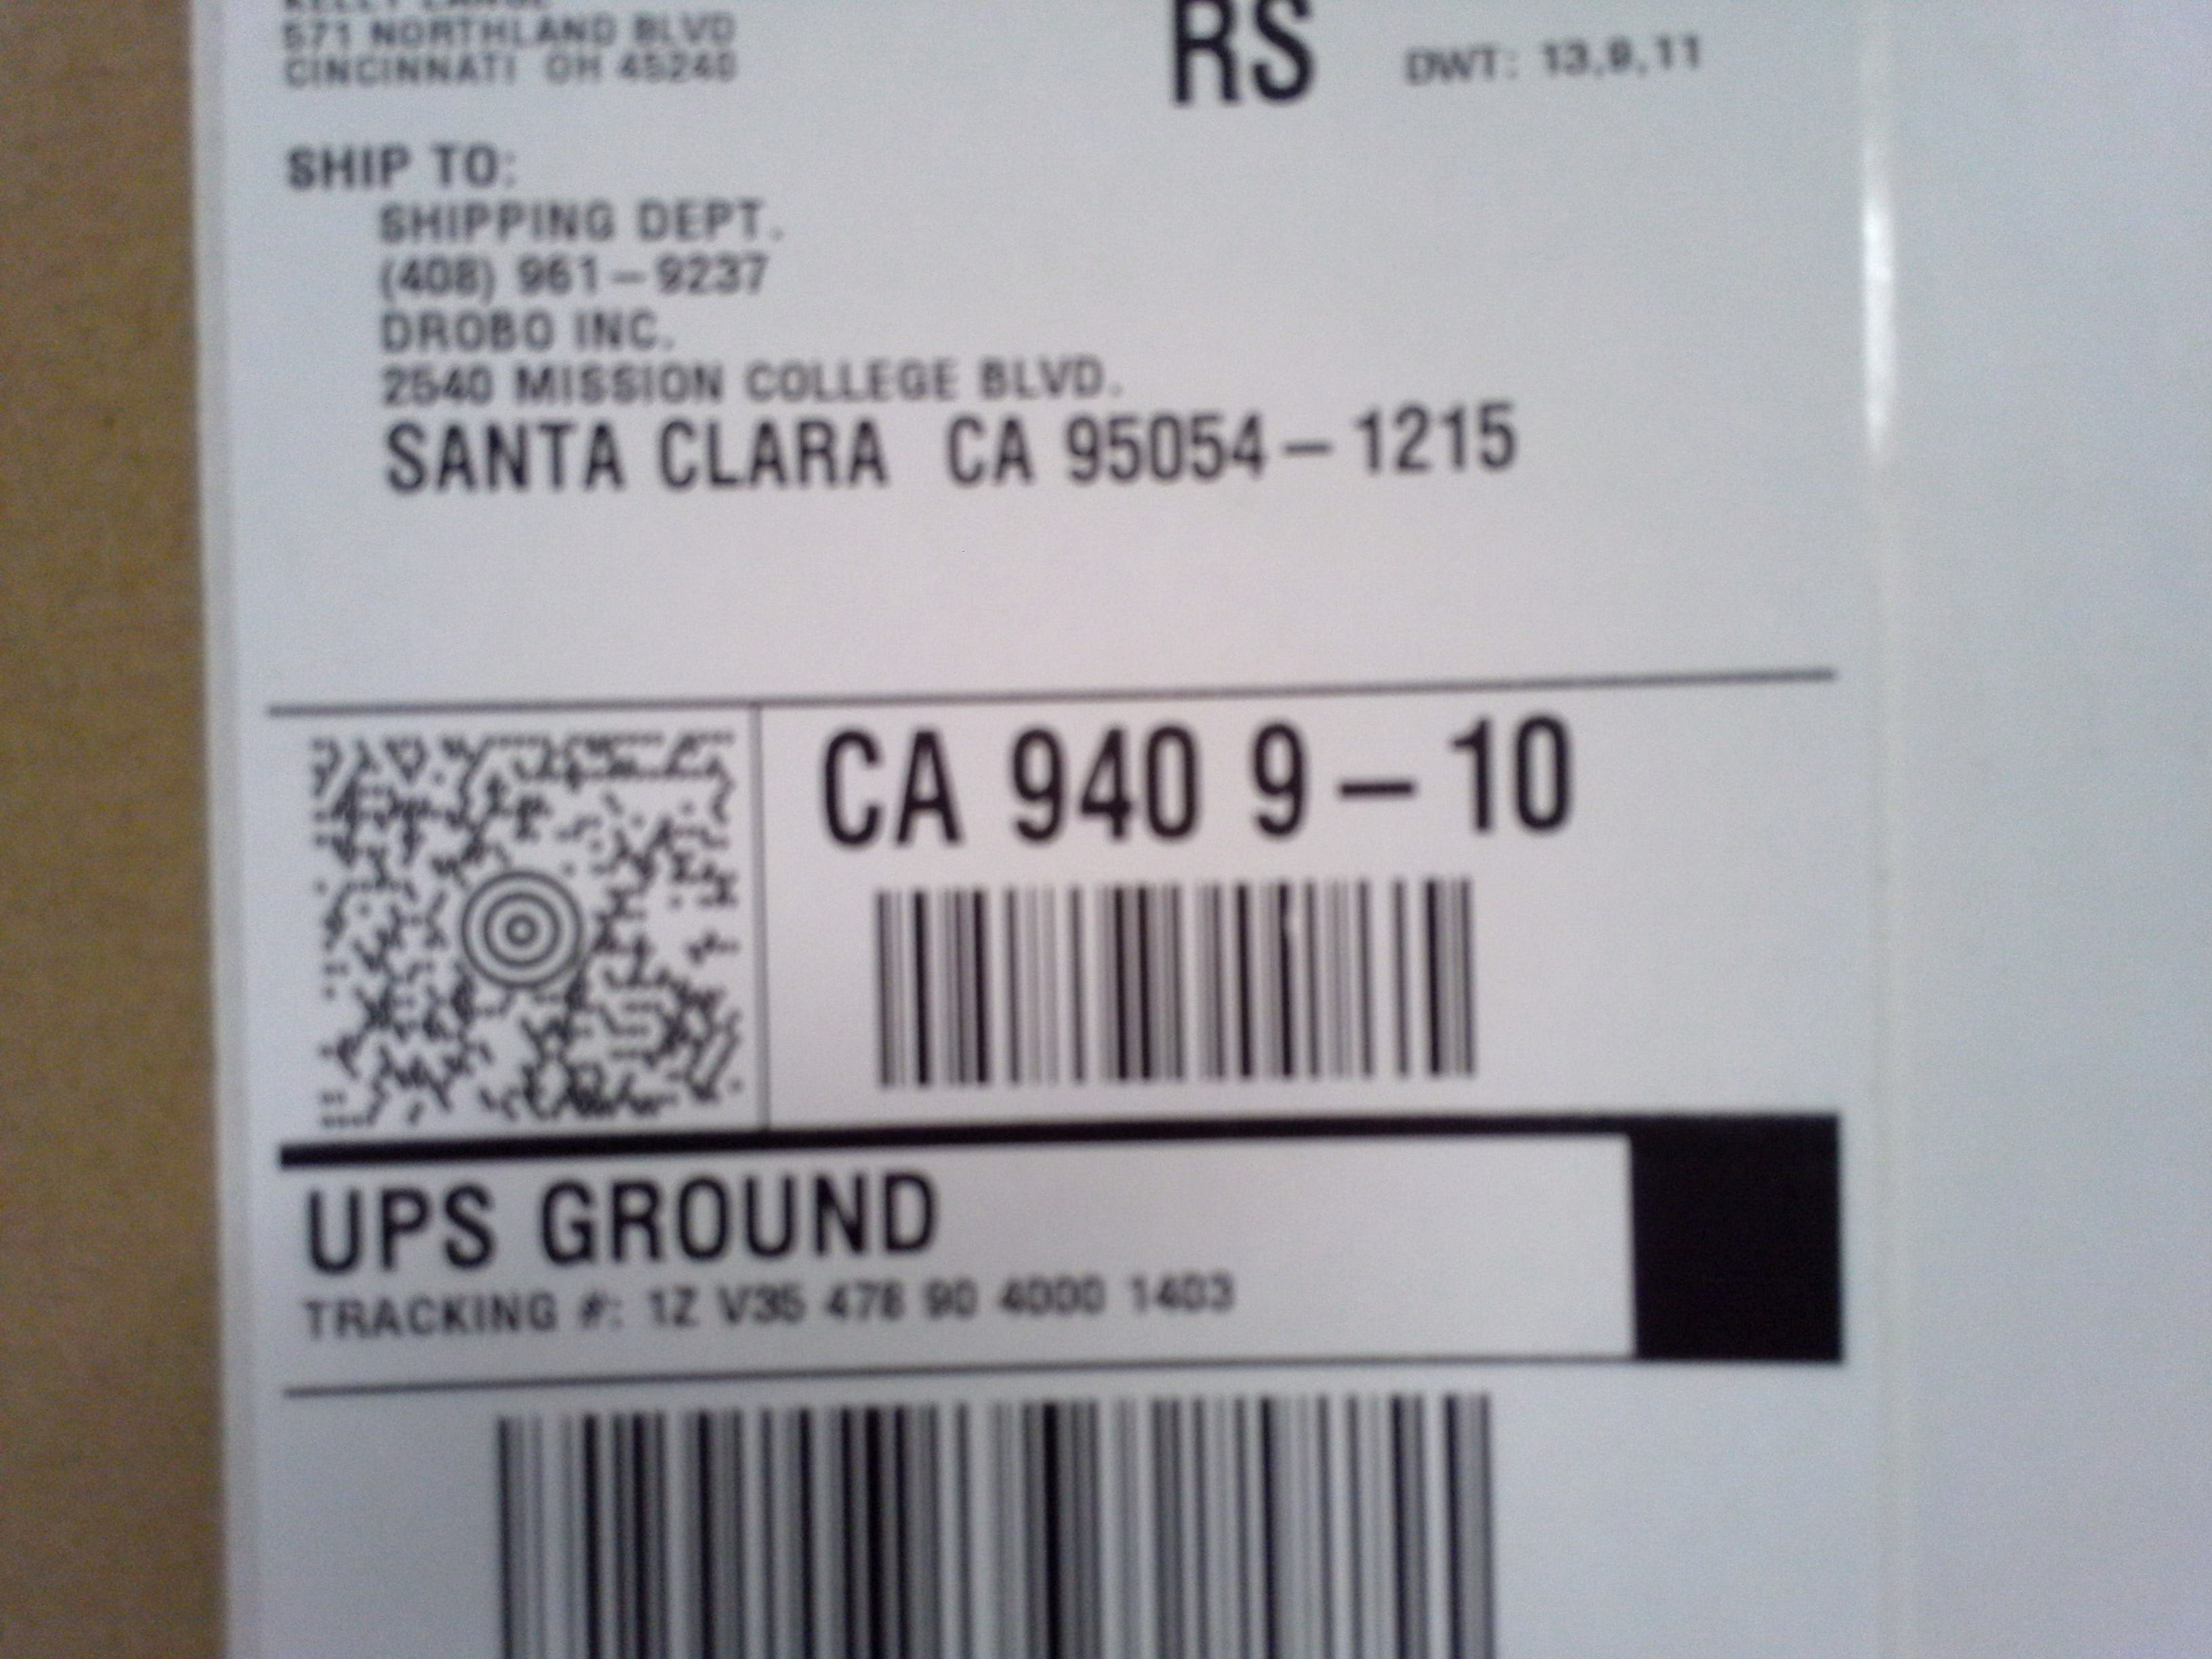 KELLY LANGE
571 NORTHLAND BLVD
CINCINNATI OH 45240
RS
DWT: 13,9,11
SHIP TO:
SHIPPING DEPT.
(408) 961-9237
DROBO INC.
2540 MISSION COLLEGE BLVD.
SANTA CLARA CA 95054-1215
CA 940 9-10
UPS GROUND
TRACKING #: 1Z V35 478 90 4000 1403